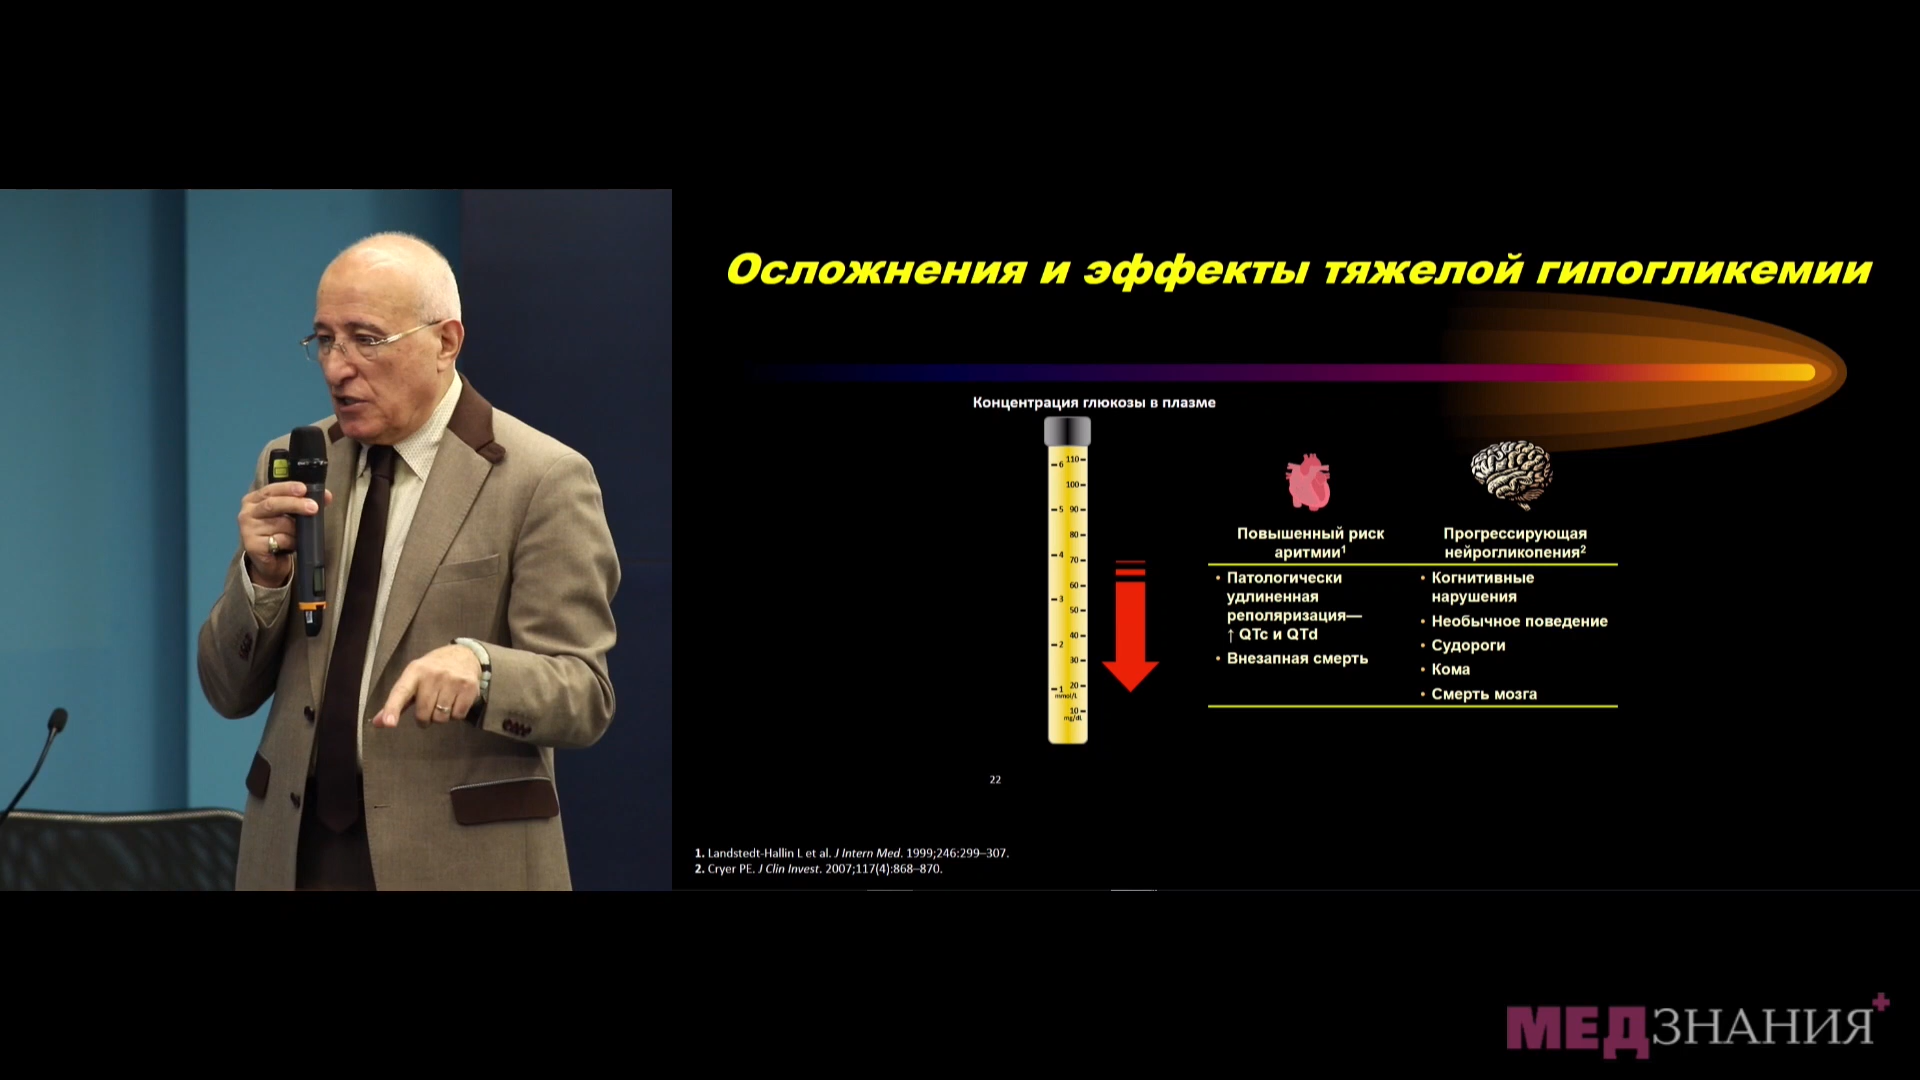 Осложнения и эффекты тяжелой гипогликемии
Концентрация глюкозы в плазме
6 110
100
5 90
80
4 70
60
3 50
40
2 30
1 20
mmol/L
10
mg/dL
Повышенный риск
аритмии¹
• Патологически
удлиненная
реполяризация—
↑ QTc и QTd
• Внезапная смерть
Прогрессирующая
нейрогликопения²
• Когнитивные
нарушения
• Необычное поведение
• Судороги
• Кома
• Смерть мозга
22
1. Landstedt-Hallin L et al. J Intern Med. 1999;246:299–307.
2. Cryer PE. J Clin Invest. 2007;117(4):868–870.
МЕДЗНАНИЯ+